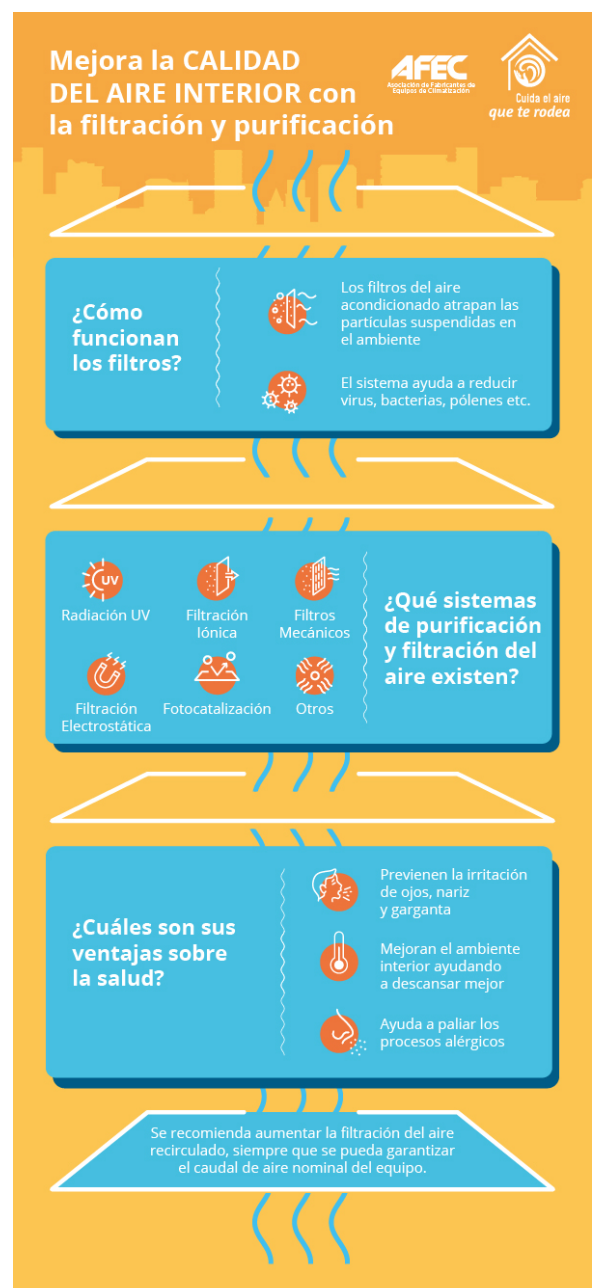 Mejora la CALIDAD
DEL AIRE INTERIOR con
la filtración y purificación
AFEC
Asociación de Fabricantes de
Equipos de Climatización
Cuida el aire
que te rodea
¿Cómo
funcionan
los filtros?
Los filtros del aire
acondicionado atrapan las
partículas suspendidas en
el ambiente
El sistema ayuda a reducir
virus, bacterias, pólenes etc.
UV
Radiación UV
Filtración
Iónica
Filtros
Mecánicos
Filtración
Electrostática
Fotocatalización
Otros
¿Qué sistemas
de purificación
y filtración del
aire existen?
¿Cuáles son sus
ventajas sobre
la salud?
Previenen la irritación
de ojos, nariz
y garganta
Mejoran el ambiente
interior ayudando
a descansar mejor
Ayuda a paliar los
procesos alérgicos
Se recomienda aumentar la filtración del aire
recirculado, siempre que se pueda garantizar
el caudal de aire nominal del equipo.